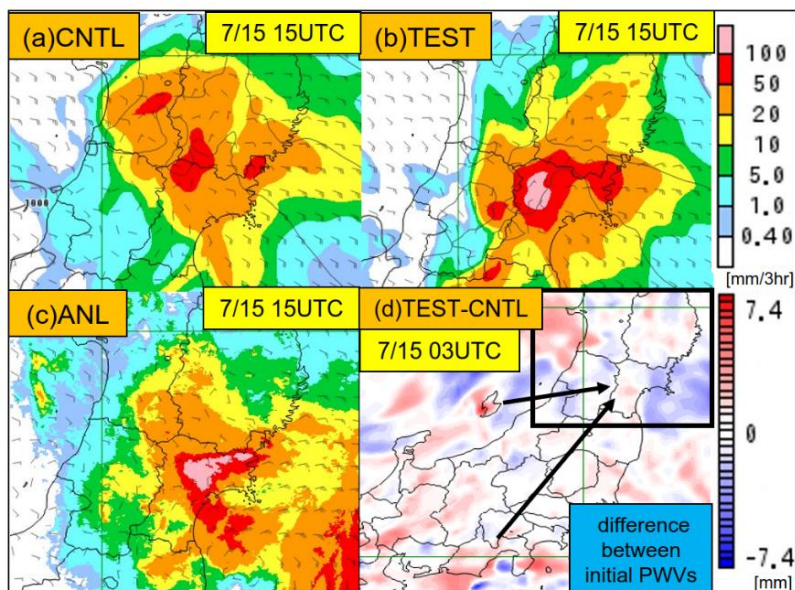 (a)CNTL
7/15 15UTC
(b)TEST
7/15 15UTC
100
50
20
10
5.0
1.0
0.40
[mm/3hr]
1000
(c)ANL
7/15 15UTC
(d)TEST-CNTL
7/15 03UTC
difference
between
initial PWVs
7.4
0
-7.4
[mm]